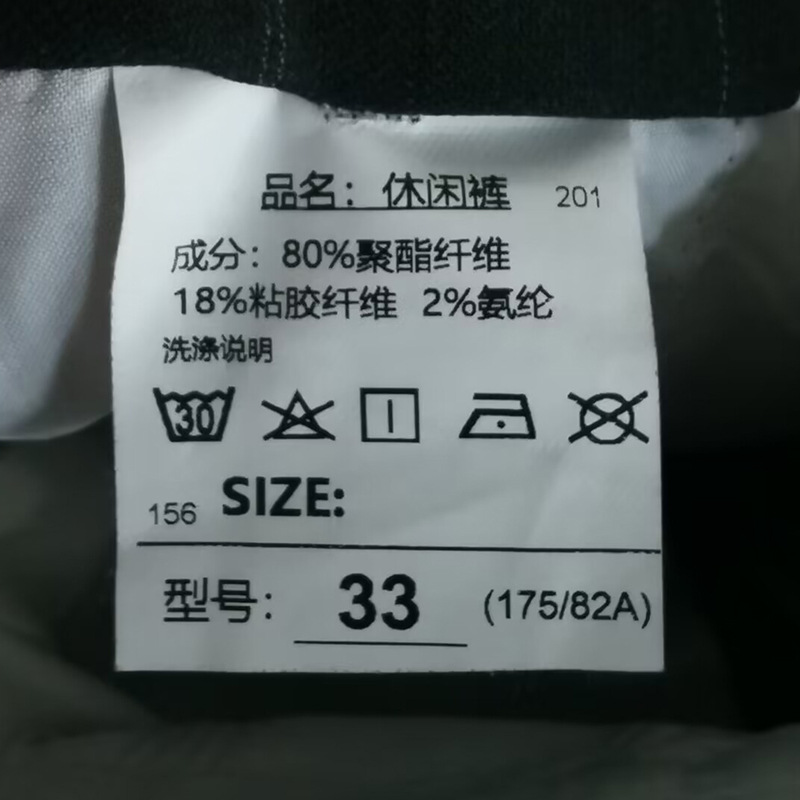 品名：休闲裤 201
成分：80%聚酯纤维
18%粘胶纤维 2%氨纶
洗涤说明
30
156 SIZE:
型号：33 (175/82A)